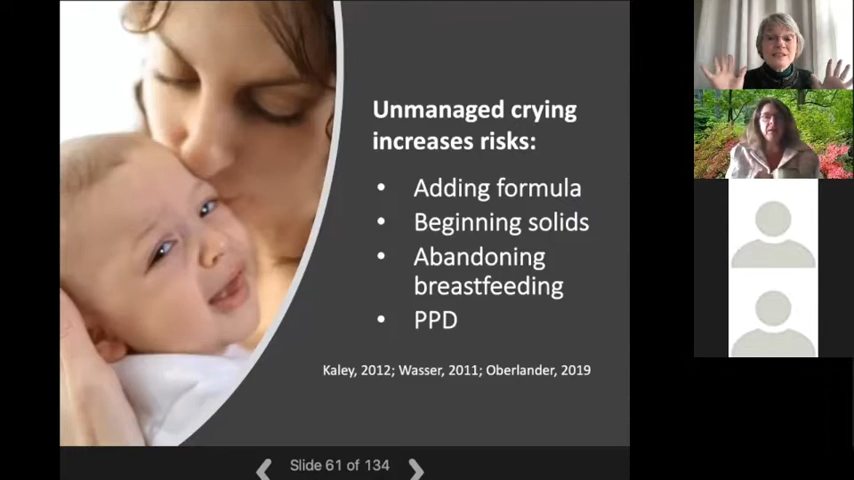 Unmanaged crying
increases risks:
• Adding formula
• Beginning solids
• Abandoning
breastfeeding
• PPD
Kaley, 2012; Wasser, 2011; Oberlander, 2019
Slide 61 of 134